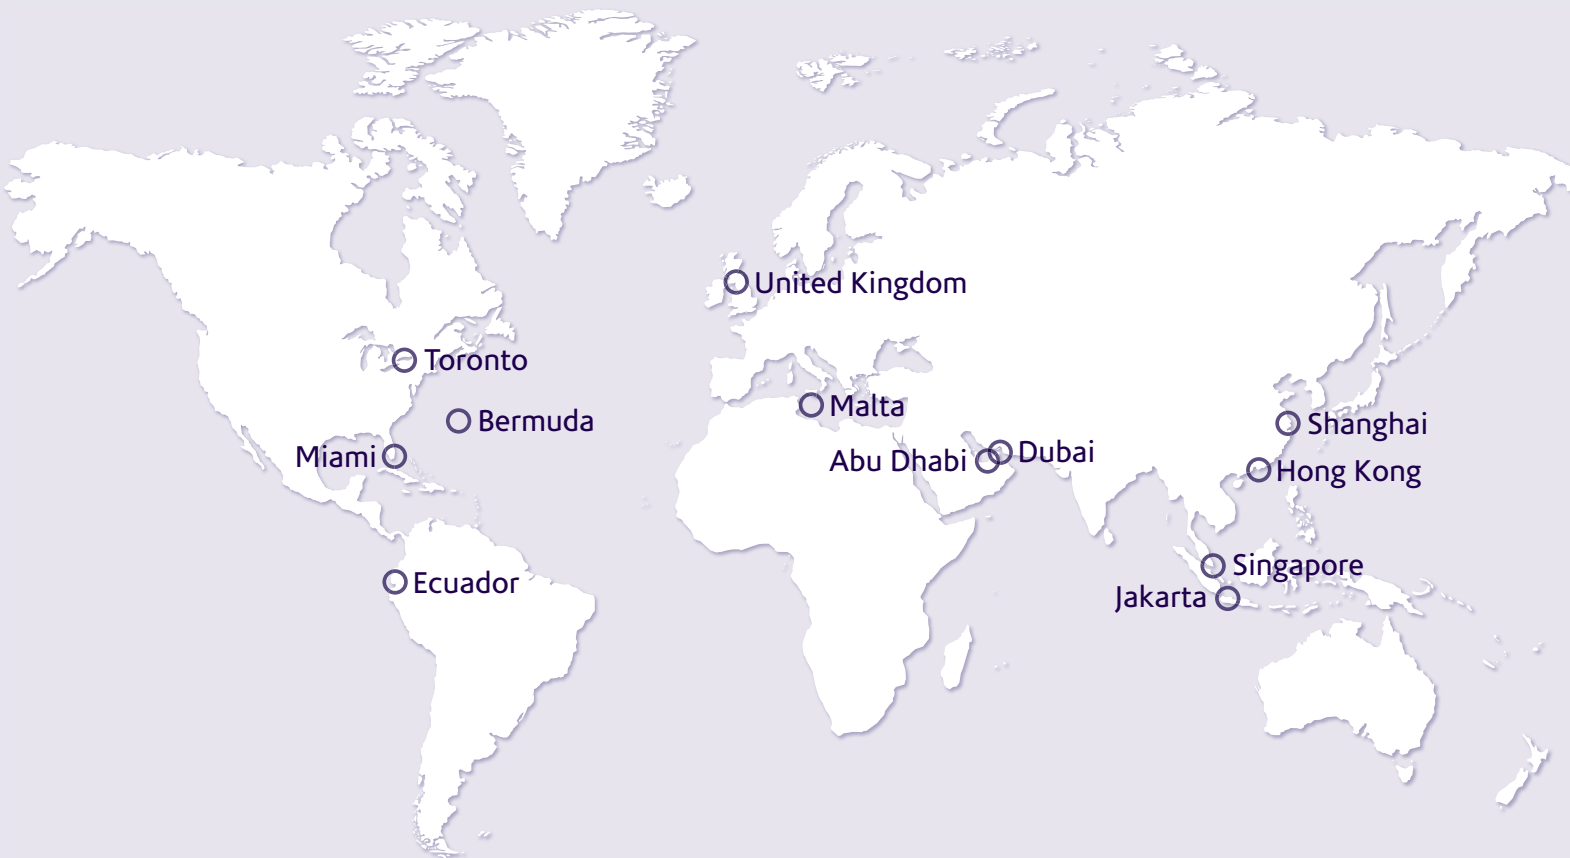 United Kingdom
Toronto
Malta
Bermuda
Shanghai
Miami
Abu Dhabi
Dubai
Hong Kong
Singapore
Ecuador
Jakarta